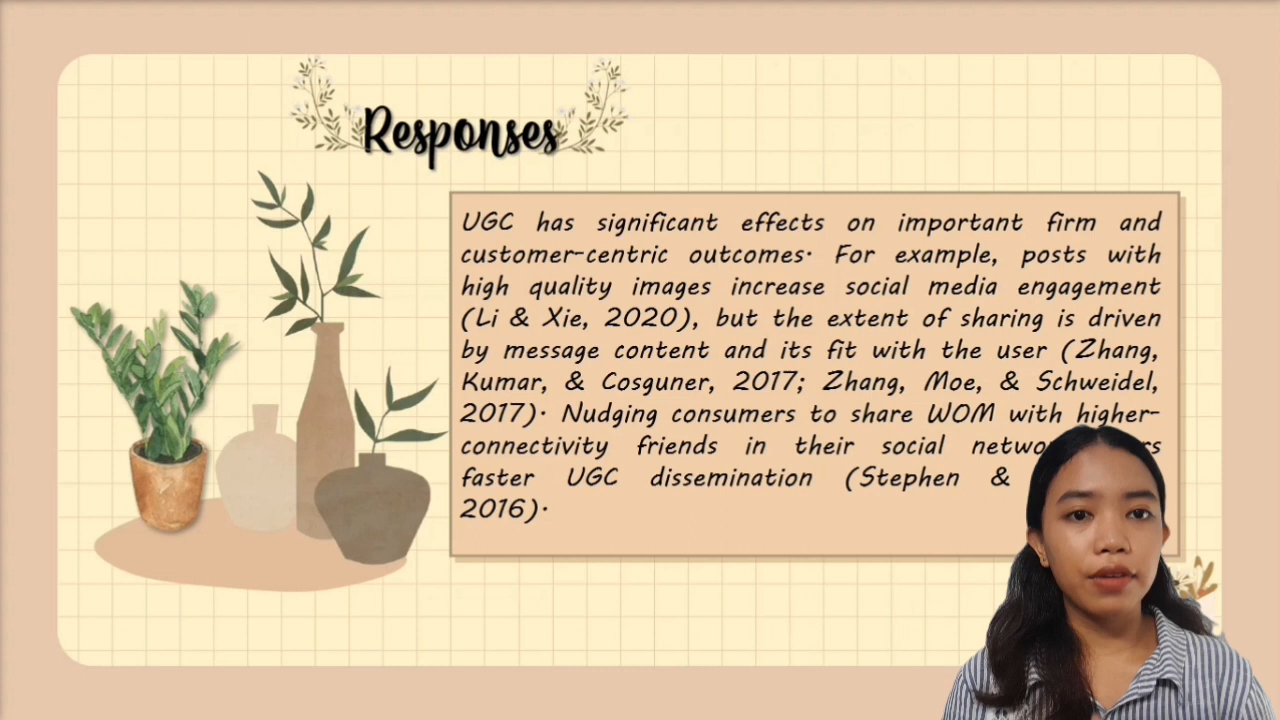 Responses
UGC has significant effects on important firm and
customer-centric outcomes. For example, posts with
high quality images increase social media engagement
(Li & Xie, 2020), but the extent of sharing is driven
by message content and its fit with the user (Zhang,
Kumar, & Cosguner, 2017; Zhang, Moe, & Schweidel,
2017). Nudging consumers to share WOM with higher-
connectivity friends in their social
faster UGC dissemination (Stephen &
2016).